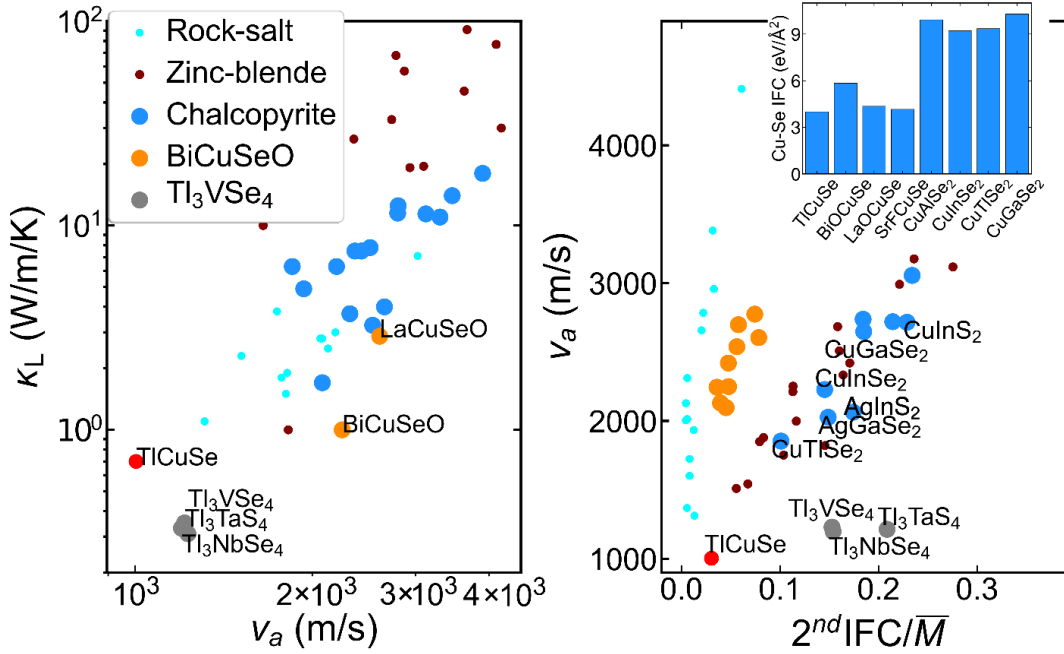 10²
Rock-salt
Zinc-blende
Chalcopyrite
BiCuSeO
Tl₃VSe₄
10¹
10⁰
κ_L (W/m/K)
LaCuSeO
BiCuSeO
TlCuSe
Tl₃VSe₄
Tl₃TaS₄
Tl₃NbSe₄
10³
2×10³
3×10³
4×10³
v_a (m/s)
4000
3000
2000
1000
v_a (m/s)
Cu-Se IFC (eV/Å²)
9
6
3
0
TlCuSe
BiOCuSe
LaOCuSe
SrFCuSe
CuAlSe₂
CuInSe₂
CuTlSe₂
CuGaSe₂
CuInS₂
CuGaSe₂
CuInSe₂
AgInS₂
AgGaSe₂
CuTlSe₂
Tl₃VSe₄
Tl₃TaS₄
Tl₃NbSe₄
TlCuSe
0.0
0.1
0.2
0.3
2ⁿᵈIFC/M̅